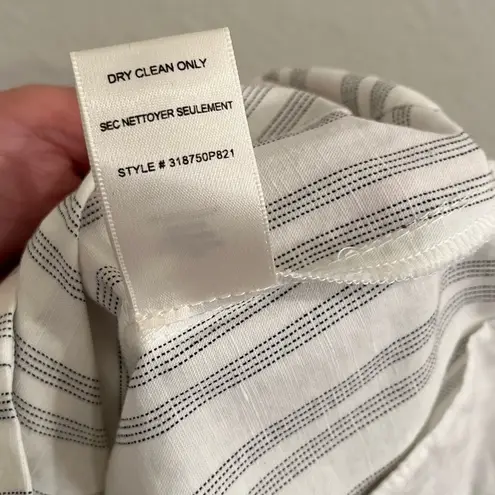 DRY CLEAN ONLY
SEC NETTOYER SEULEMENT
STYLE # 318750P821